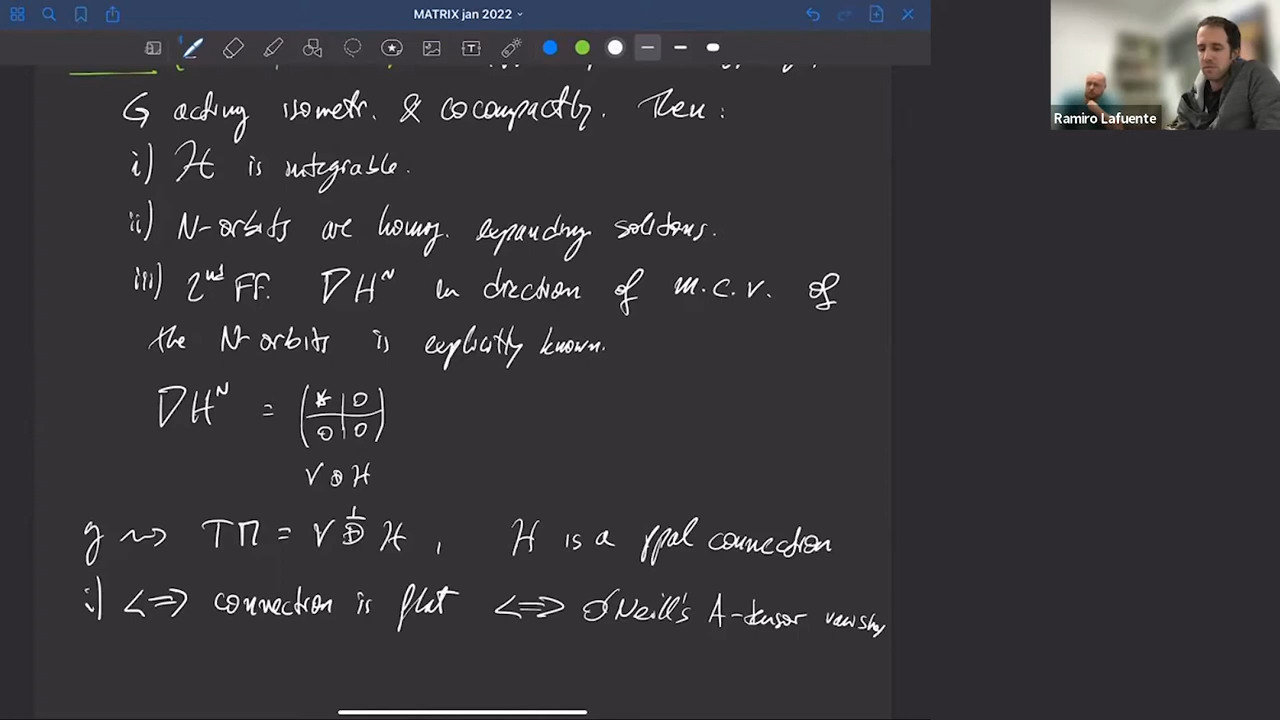 MATRIX jan 2022
Ramiro Lafuente
G acting isometr. & cocompactly. Then:
i) H is integrable.
ii) N-orbits are homog. expanding solitons.
iii) 2nd FF. DH^N in direction of m.c.v. of
the N-orbits is explicitly known.
DH^N = ( * | 0
0 | 0 )
V ⊕ H
g ⇝ TM = V ⊕ H , H is a ppal connection
i) <=> connection is flat <=> O'Neill's A-tensor vanishes